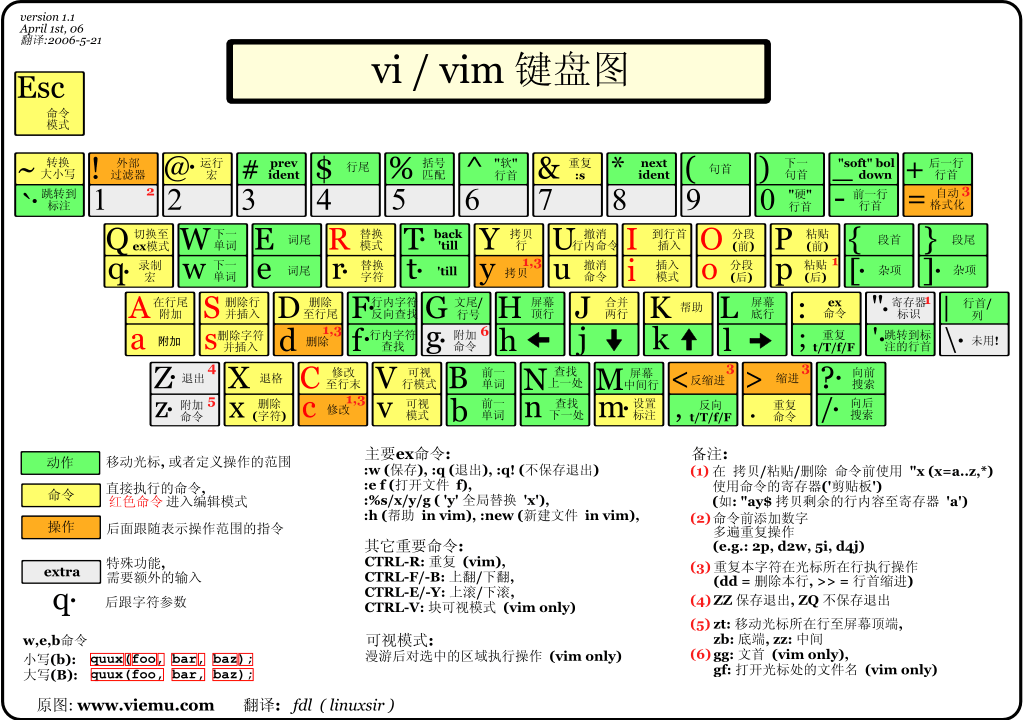 version 1.1
April 1st, 06
翻译:2006-5-21
vi / vim 键盘图
Esc
命令
模式
~ 转换
大小写
! 外部
过滤器
@· 运行
宏
# prev
ident
$ 行尾
% 括号
匹配
^ "软"
行首
& 重复
:s
* next
ident
( 句首
) 下一
句首
"soft" bol
_ down
+ 后一行
行首
`· 跳转到
标注
1 2
2
3
4
5
6
7
8
9
0 "硬"
行首
- 前一行
行首
= 自动 3
格式化
Q 切换至
ex模式
W 下一
单词
E 词尾
R 替换
模式
T· back
'till
Y 拷贝
行
U 撤消
行内命令
I 到行首
插入
O 分段
(前)
P 粘贴
(前)
{ 段首
} 段尾
q· 录制
宏
w 下一
单词
e 词尾
r· 替换
字符
t· 'till
y 拷贝 1,3
u 撤消
命令
i 插入
模式
o 分段
(后)
p 粘贴 1
(后)
[· 杂项
]· 杂项
A 在行尾
附加
S 删除行
并插入
D 删除
至行尾
F· 行内字符
反向查找
G 文尾/
行号
H 屏幕
顶行
J 合并
两行
K 帮助
L 屏幕
底行
: ex
命令
"· 寄存器 1
标识
| 行首/
列
a 附加
s 删除字符
并插入
d 删除 1,3
f· 行内字符
查找
g· 附加 6
命令
h ←
j ↓
k ↑
l →
; 重复
t/T/f/F
'· 跳转到标
注的行首
\· 未用!
Z· 退出 4
X 退格
C 修改
至行末
V 可视
行模式
B 前一
单词
N 查找
上一处
M 屏幕
中间行
< 反缩进 3
> 缩进 3
?· 向前
搜索
z· 附加 5
命令
x 删除
(字符)
c 修改 1,3
v 可视
模式
b 前一
单词
n 查找
下一处
m· 设置
标注
, 反向
t/T/f/F
. 重复
命令
/· 向后
搜索
动作 移动光标, 或者定义操作的范围
命令 直接执行的命令,
红色命令 进入编辑模式
操作 后面跟随表示操作范围的指令
extra 特殊功能,
需要额外的输入
q· 后跟字符参数
w,e,b命令
小写(b): quux(foo, bar, baz);
大写(B): quux(foo, bar, baz);
原图: www.viemu.com 翻译: fdl ( linuxsir )
主要ex命令:
:w (保存), :q (退出), :q! (不保存退出)
:e f (打开文件 f),
:%s/x/y/g ( 'y' 全局替换 'x'),
:h (帮助 in vim), :new (新建文件 in vim),
其它重要命令:
CTRL-R: 重复 (vim),
CTRL-F/-B: 上翻/下翻,
CTRL-E/-Y: 上滚/下滚,
CTRL-V: 块可视模式 (vim only)
可视模式:
漫游后对选中的区域执行操作 (vim only)
备注:
(1) 在 拷贝/粘贴/删除 命令前使用 "x (x=a..z,*)
使用命令的寄存器('剪贴板')
(如: "ay$ 拷贝剩余的行内容至寄存器 'a')
(2) 命令前添加数字
多遍重复操作
(e.g.: 2p, d2w, 5i, d4j)
(3) 重复本字符在光标所在行执行操作
(dd = 删除本行, >> = 行首缩进)
(4) ZZ 保存退出, ZQ 不保存退出
(5) zt: 移动光标所在行至屏幕顶端,
zb: 底端, zz: 中间
(6) gg: 文首 (vim only),
gf: 打开光标处的文件名 (vim only)